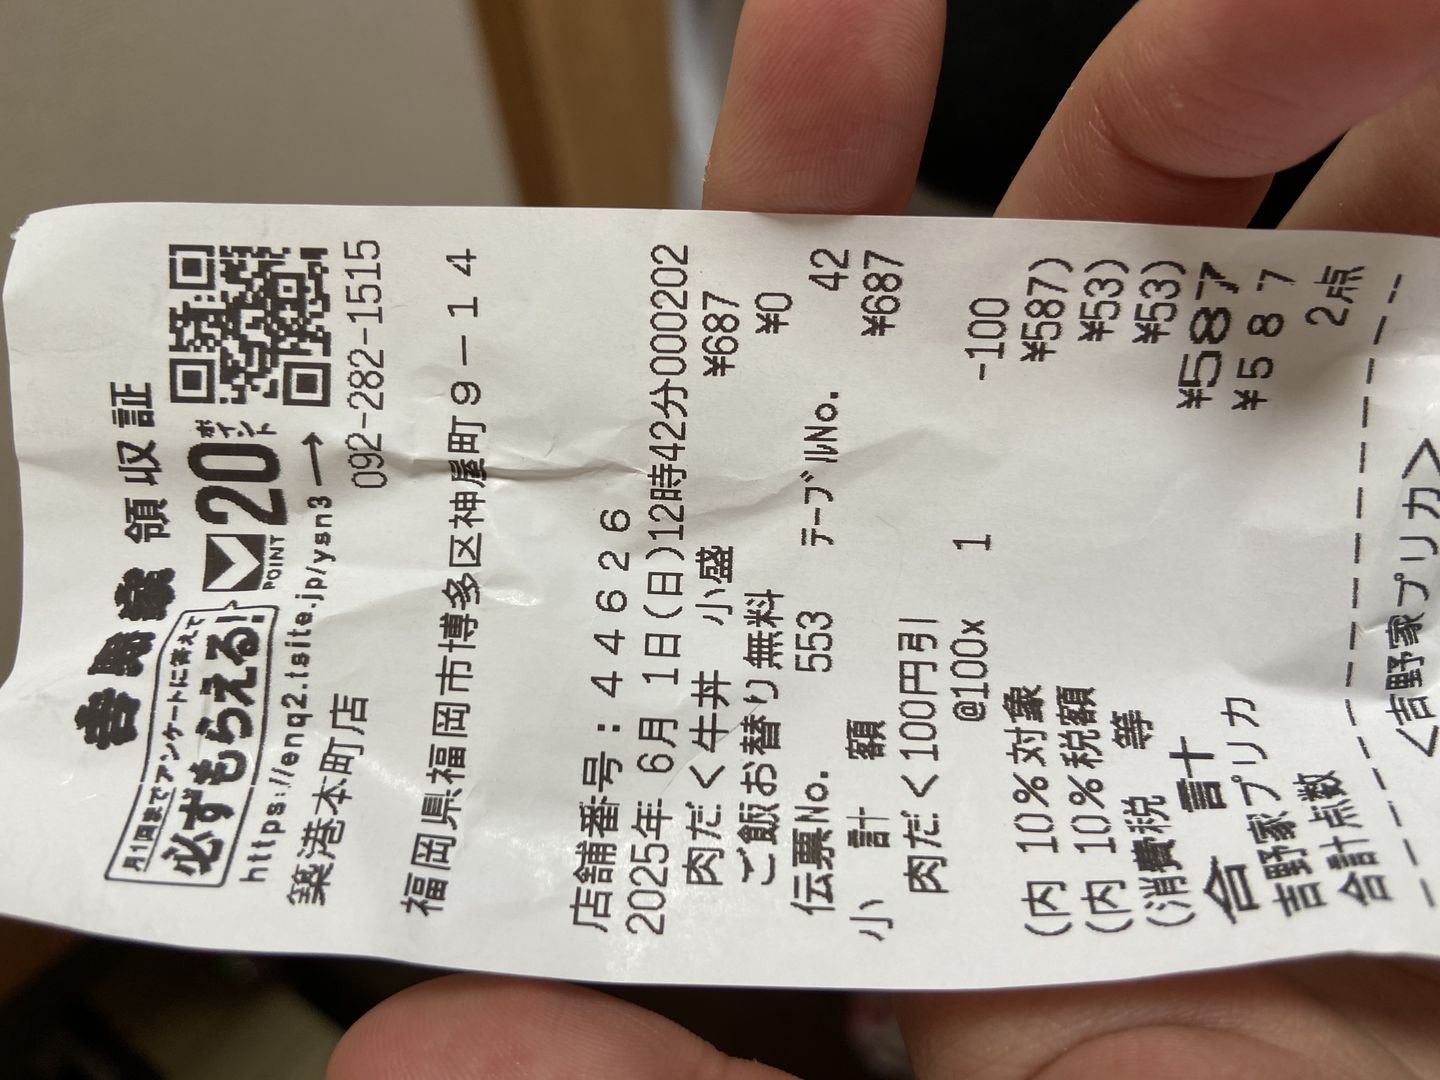 吉野家 領収証
月1回までアンケートに答えて
必ずもらえる!
V POINT 20ポイント
https://enq2.tsite.jp/ysn3 →
築港本町店 092-282-1515
福岡県福岡市博多区神屋町9-14
店舗番号:44626
2025年 6月 1日(日)12時42分000202
肉だく牛丼 小盛 ¥687
ご飯お替り無料 ¥0
伝票No. 553 テーブルNo. 42
小 計 額 ¥687
肉だく100円引
@100x 1 -100
(内 10%対象 ¥587)
(内 10%税額 ¥53)
(消費税 等 ¥53)
合 計 ¥587
吉野家プリカ ¥587
合計点数 2点
<吉野家プリカ>